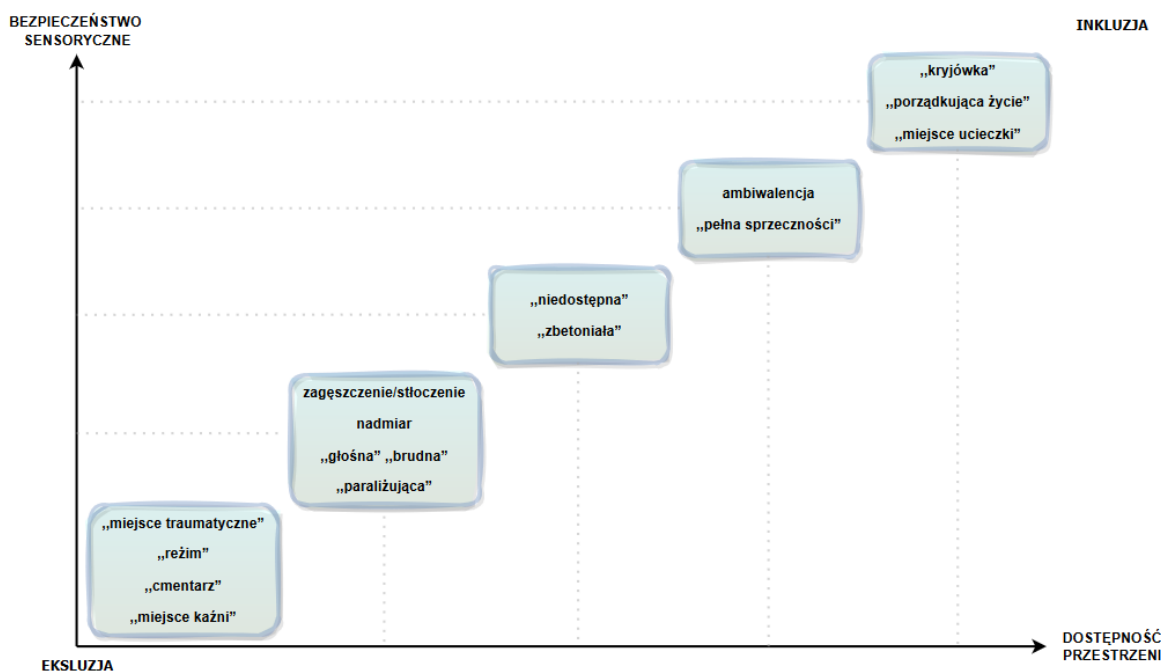 BEZPIECZEŃSTWO
SENSORYCZNE
INKLUZJA
,,kryjówka”
,,porządkująca życie”
,,miejsce ucieczki”
ambiwalencja
,,pełna sprzeczności”
,,niedostępna”
,,zbetoniała”
zagęszczenie/stłoczenie
nadmiar
,,głośna” ,,brudna”
,,paraliżująca”
,,miejsce traumatyczne”
,,reżim”
,,cmentarz”
,,miejsce kaźni”
DOSTĘPNOŚĆ
PRZESTRZENI
EKSLUZJA